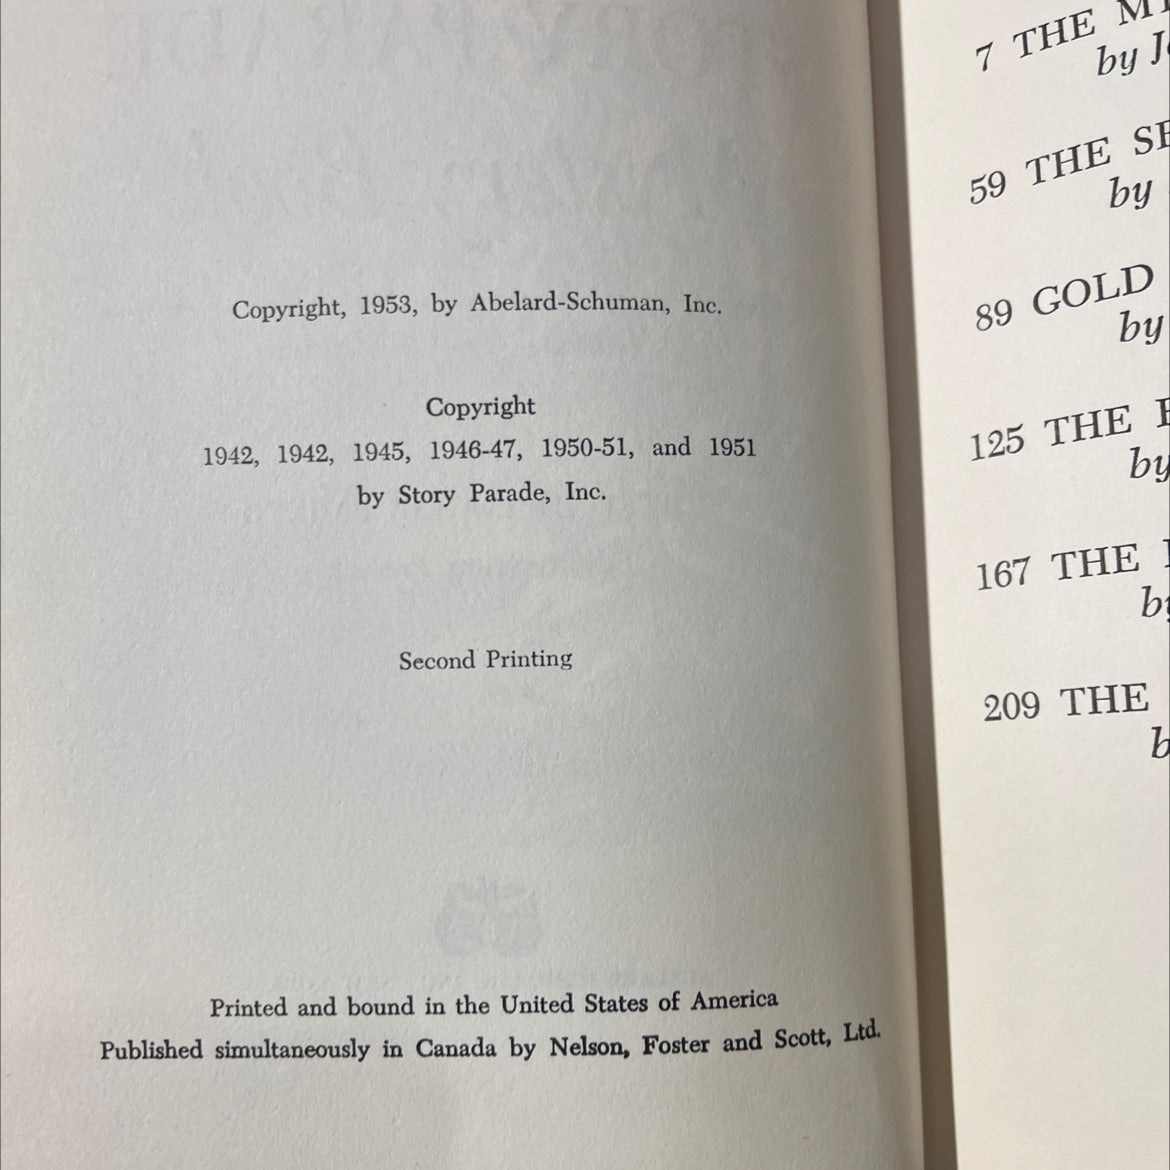 Copyright, 1953, by Abelard-Schuman, Inc.
Copyright
1942, 1942, 1945, 1946-47, 1950-51, and 1951
by Story Parade, Inc.
Second Printing
Printed and bound in the United States of America
Published simultaneously in Canada by Nelson, Foster and Scott, Ltd.
7 THE
by
59 THE
by
89 GOLD
by
125 THE
by
167 THE
by
209 THE